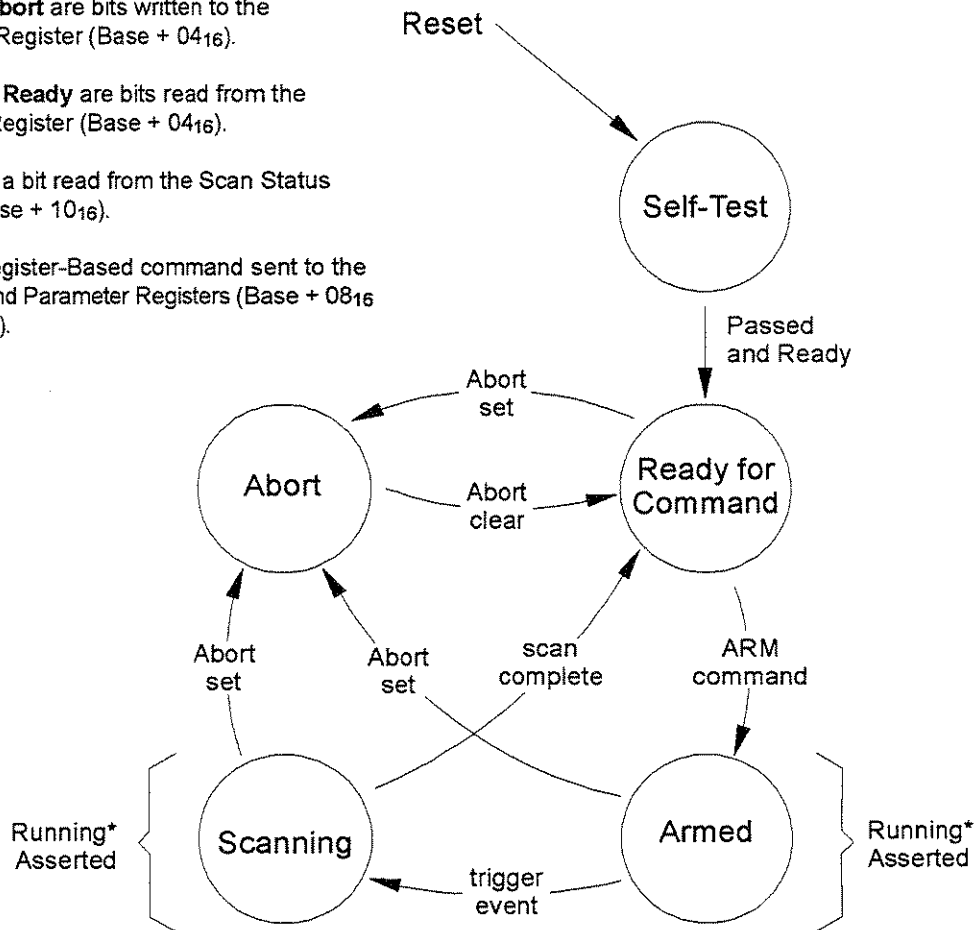 bort are bits written to the
Register (Base + 04₁₆).
Ready are bits read from the
egister (Base + 04₁₆).
a bit read from the Scan Status
se + 10₁₆).
egister-Based command sent to the
nd Parameter Registers (Base + 08₁₆
).
Reset
Self-Test
Passed
and Ready
Abort
set
Abort
Abort
clear
Ready for
Command
Abort
set
Abort
set
scan
complete
ARM
command
Running*
Asserted
Scanning
trigger
event
Armed
Running*
Asserted